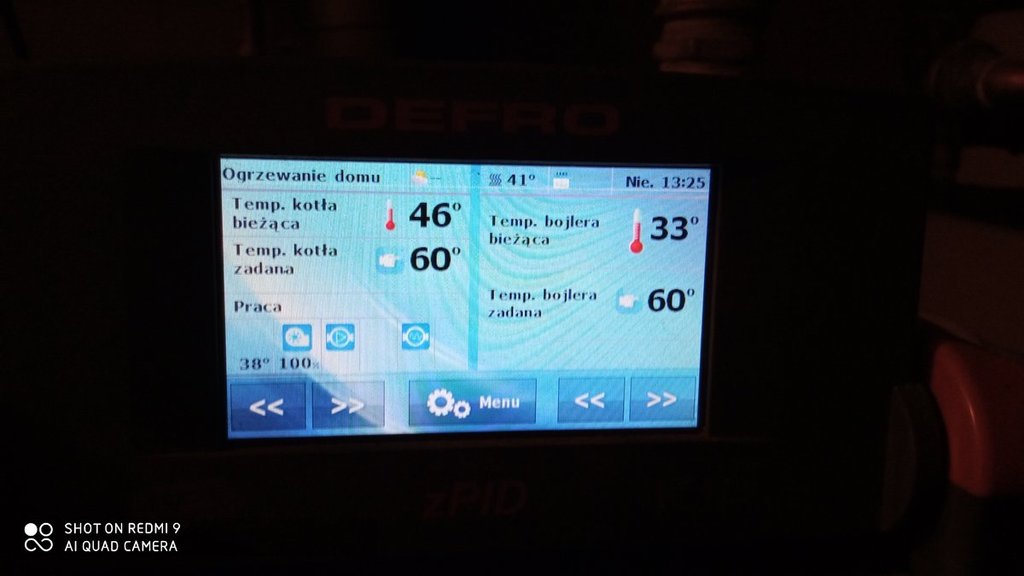 DEFRO
Ogrzewanie domu -- 41° Nie. 13:25
Temp. kotła
bieżąca
46°
Temp. kotła
zadana
60°
Praca
38° 100%
Temp. bojlera
bieżąca
33°
Temp. bojlera
zadana
60°
<< >> Menu << >>
zPID
SHOT ON REDMI 9
AI QUAD CAMERA